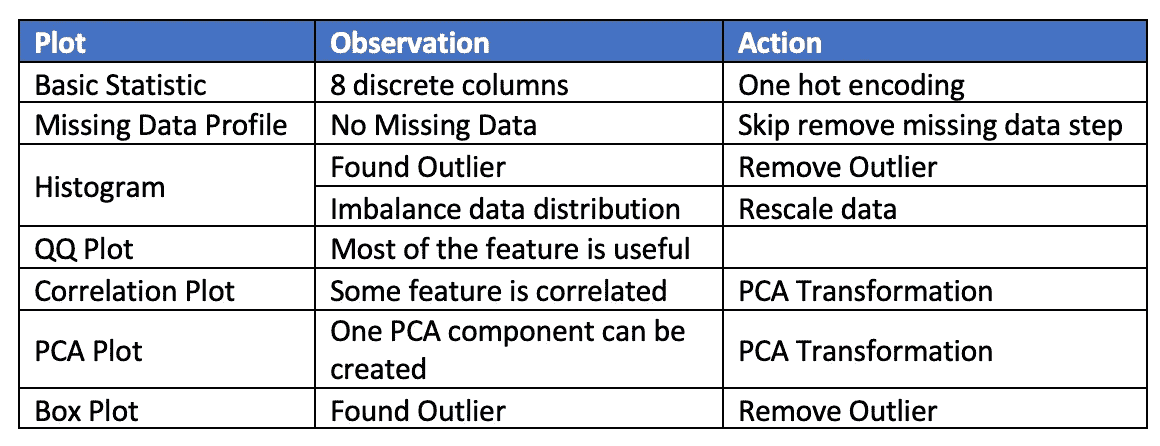 Plot Observation Action
Basic Statistic 8 discrete columns One hot encoding
Missing Data Profile No Missing Data Skip remove missing data step
Histogram Found Outlier Remove Outlier
Imbalance data distribution Rescale data
QQ Plot Most of the feature is useful
Correlation Plot Some feature is correlated PCA Transformation
PCA Plot One PCA component can be
created PCA Transformation
Box Plot Found Outlier Remove Outlier